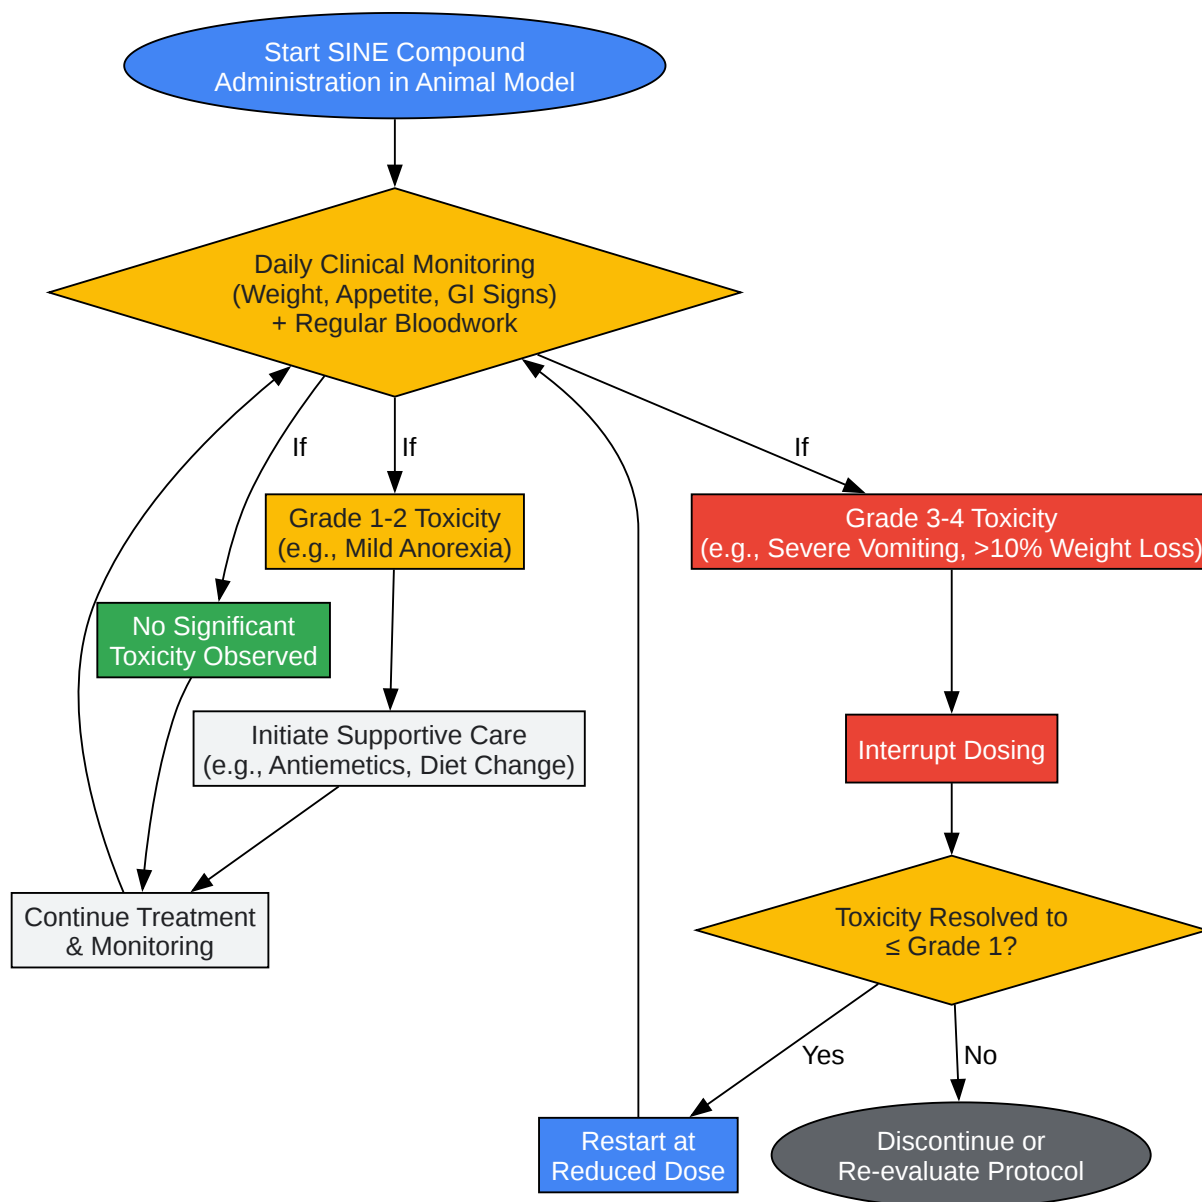 Start SINE Compound
Administration in Animal Model
Daily Clinical Monitoring
(Weight, Appetite, GI Signs)
+ Regular Bloodwork
If
If
If
Grade 1-2 Toxicity
(e.g., Mild Anorexia)
Grade 3-4 Toxicity
(e.g., Severe Vomiting, >10% Weight Loss)
No Significant
Toxicity Observed
Initiate Supportive Care
(e.g., Antiemetics, Diet Change)
Interrupt Dosing
Continue Treatment
& Monitoring
Toxicity Resolved to
≤ Grade 1?
Yes
No
Restart at
Reduced Dose
Discontinue or
Re-evaluate Protocol